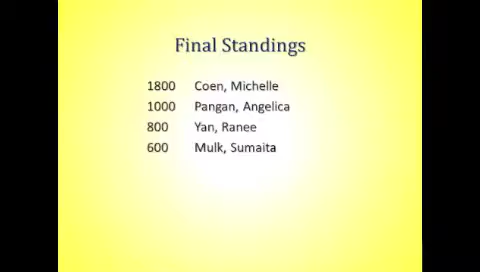 Final Standings
1800 Coen, Michelle
1000 Pangan, Angelica
800 Yan, Ranee
600 Mulk, Sumaita